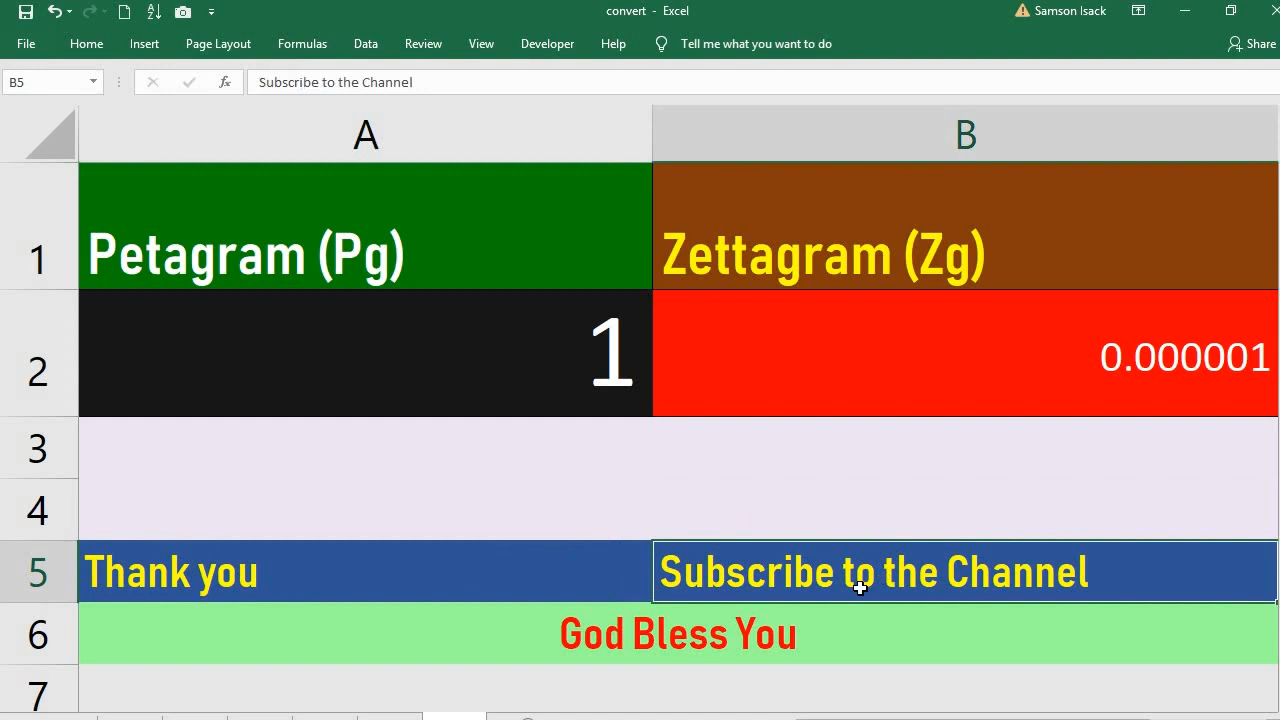 convert - Excel
Samson Isack
File Home Insert Page Layout Formulas Data Review View Developer Help Tell me what you want to do Share
B5 fx Subscribe to the Channel
A B
1 Petagram (Pg) Zettagram (Zg)
2 1 0.000001
3
4
5 Thank you Subscribe to the Channel
6 God Bless You
7